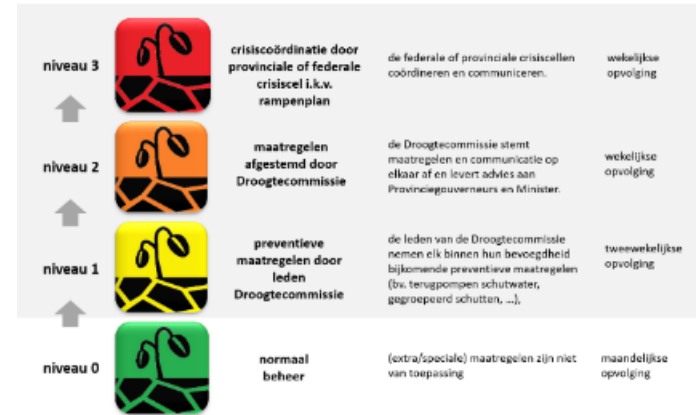 niveau 3
crisiscoördinatie door
provinciale of federale
crisiscel i.k.v.
rampenplan
de federale of provinciale crisiscellen
coördineren en communiceren.
wekelijkse
opvolging
niveau 2
maatregelen
afgestemd door
Droogtecommissie
de Droogtecommissie stemt
maatregelen en communicatie op
elkaar af en levert advies aan
Provinciegouverneurs en Minister.
wekelijkse
opvolging
niveau 1
preventieve
maatregelen door
leden
Droogtecommissie
de leden van de Droogtecommissie
nemen elk binnen hun bevoegdheid
bijkomende preventieve maatregelen
(bv. terugpompen schutwater,
gegroepeerd schutten, ...),
tweewekelijkse
opvolging
niveau 0
normaal
beheer
(extra/speciale) maatregelen zijn niet
van toepassing
maandelijkse
opvolging